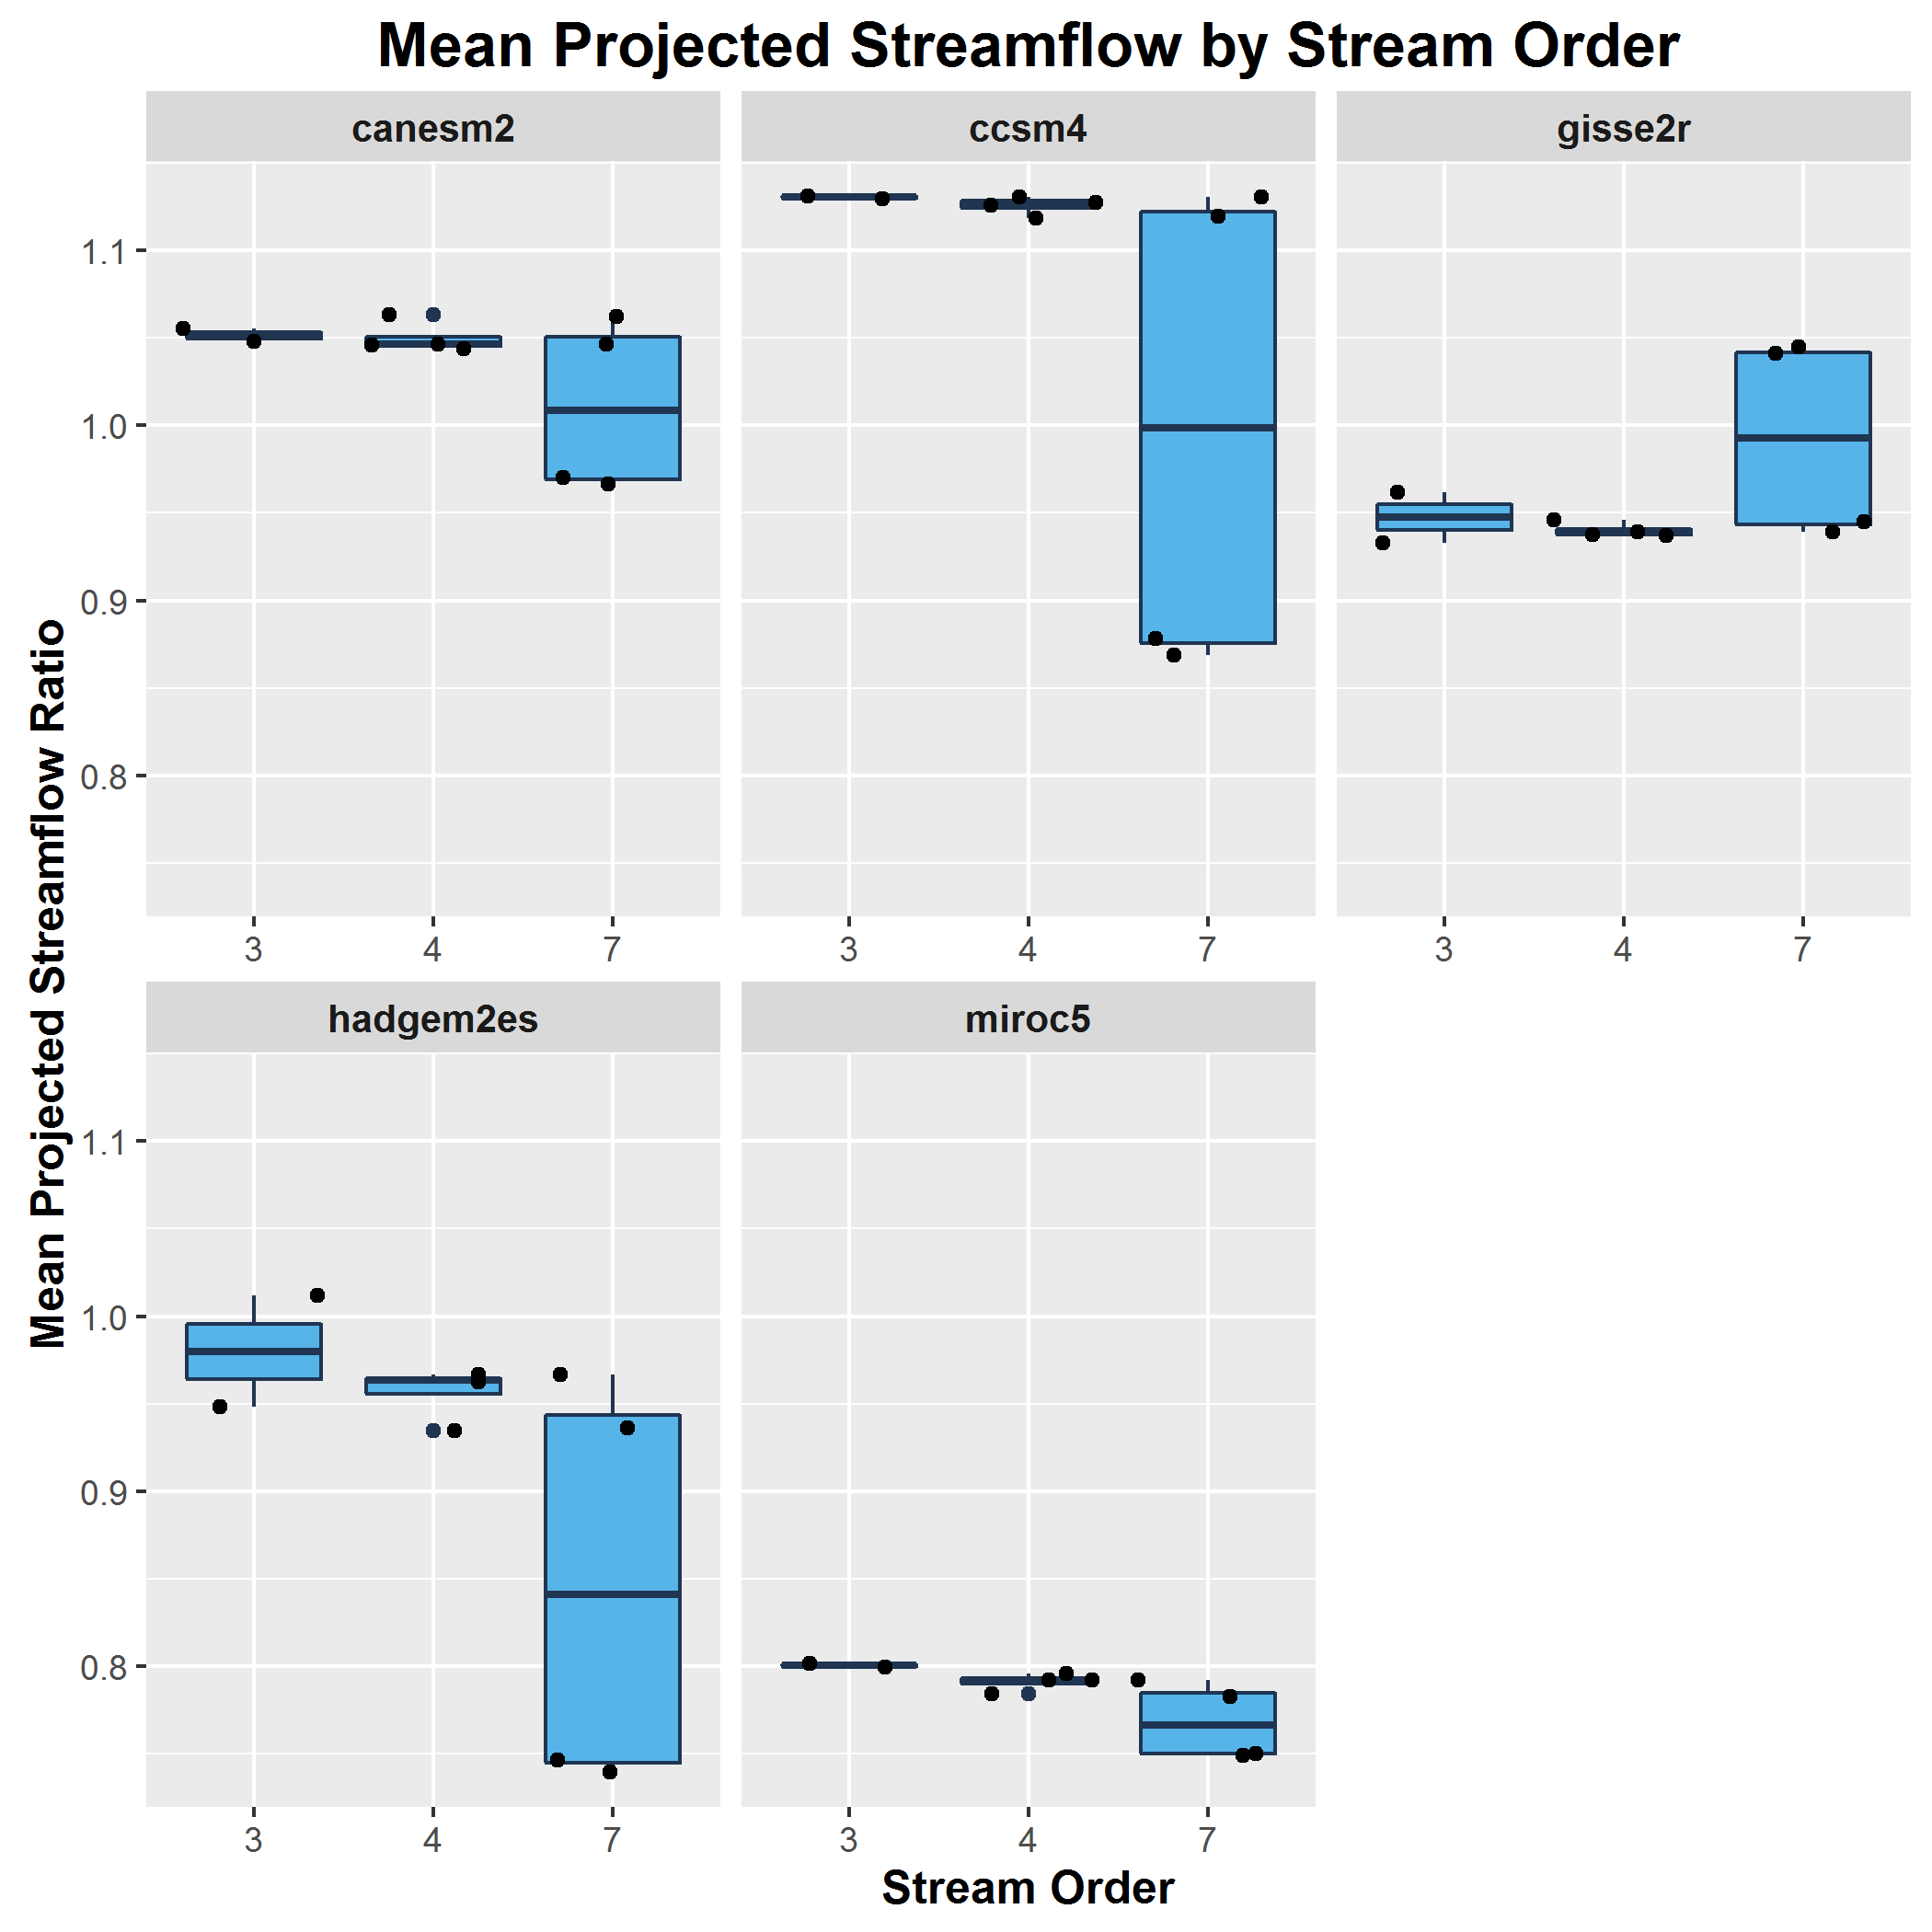 Mean Projected Streamflow by Stream Order
canesm2
ccsm4
gisse2r
1.1
1.0
0.9
0.8
3 4 7
3 4 7
3 4 7
Mean Projected Streamflow Ratio
hadgem2es
miroc5
1.1
1.0
0.9
0.8
3 4 7
3 4 7
Stream Order